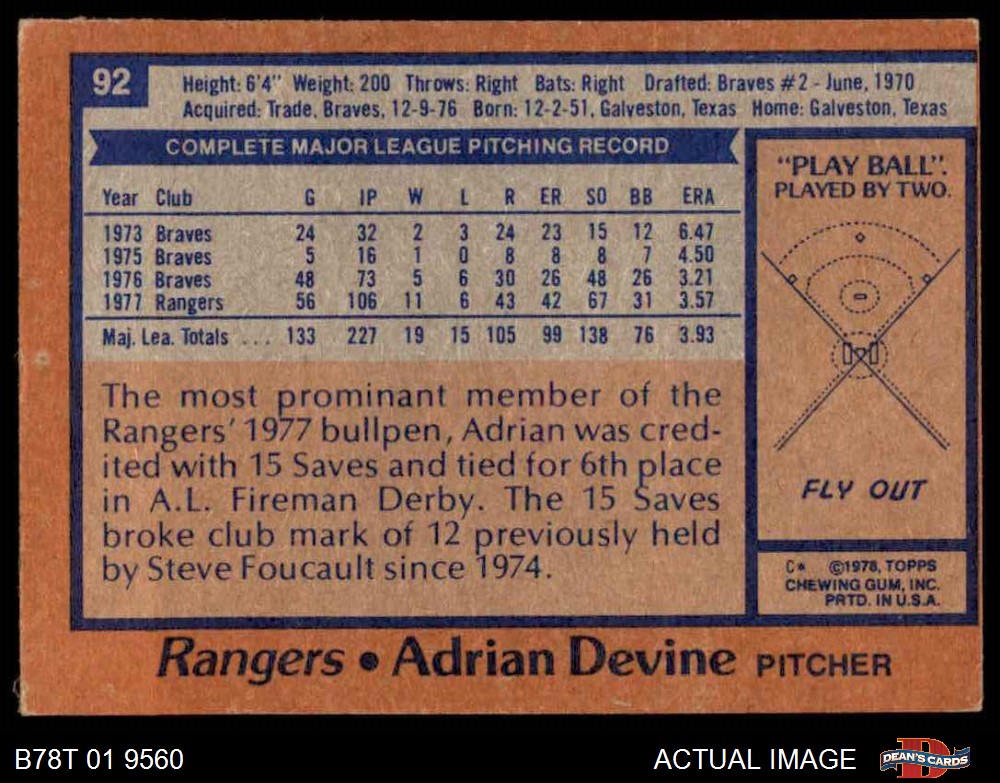 92
Height: 6'4" Weight: 200 Throws: Right Bats: Right Drafted: Braves #2 - June, 1970
Acquired: Trade, Braves, 12-9-76 Born: 12-2-51, Galveston, Texas Home: Galveston, Texas
COMPLETE MAJOR LEAGUE PITCHING RECORD
Year Club G IP W L R ER SO BB ERA
1973 Braves 24 32 2 3 24 23 15 12 6.47
1975 Braves 5 16 1 0 8 8 8 7 4.50
1976 Braves 48 73 5 6 30 26 48 26 3.21
1977 Rangers 56 106 11 6 43 42 67 31 3.57
Maj. Lea. Totals ... 133 227 19 15 105 99 138 76 3.93
The most prominant member of the
Rangers' 1977 bullpen, Adrian was cred-
ited with 15 Saves and tied for 6th place
in A.L. Fireman Derby. The 15 Saves
broke club mark of 12 previously held
by Steve Foucault since 1974.
"PLAY BALL".
PLAYED BY TWO.
FLY OUT
C* ©1978, TOPPS
CHEWING GUM, INC.
PRTD. IN U.S.A.
Rangers • Adrian Devine PITCHER
B78T 01 9560
ACTUAL IMAGE
DEAN'S CARDS